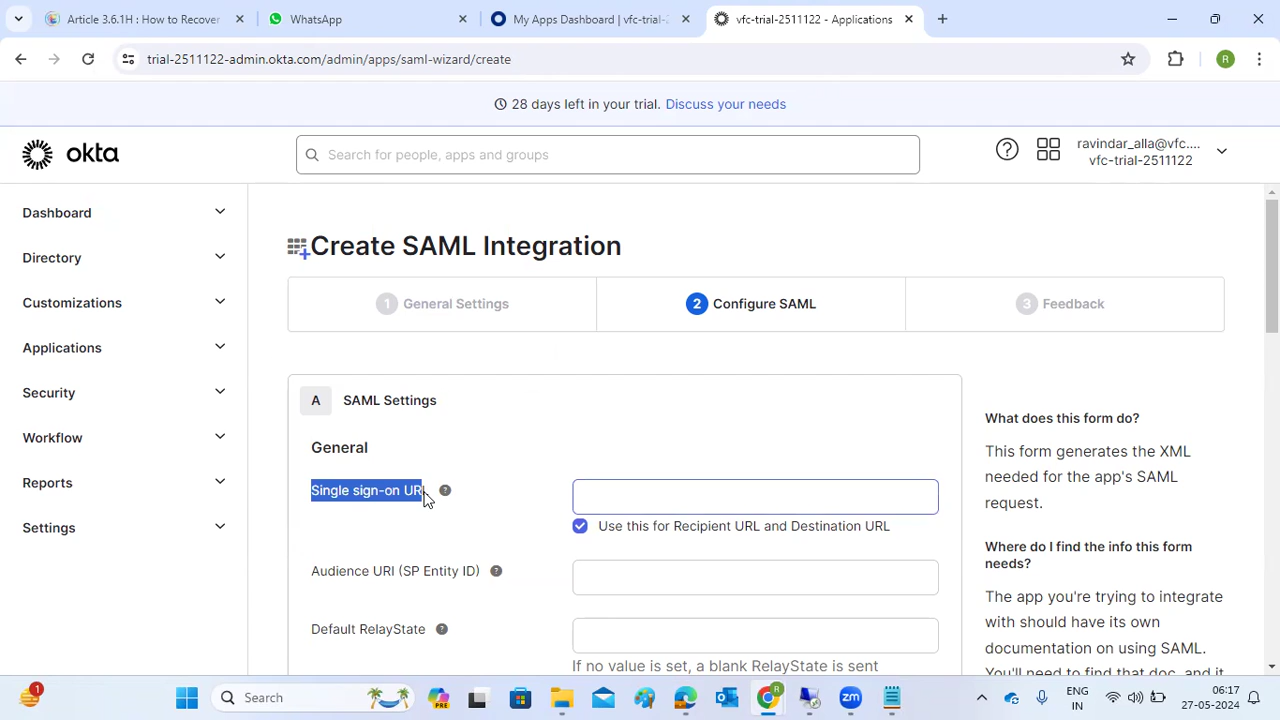 Article 3.6.1H : How to Recover
WhatsApp
My Apps Dashboard | vfc-trial-2
vfc-trial-2511122 - Applications
trial-2511122-admin.okta.com/admin/apps/saml-wizard/create
R
28 days left in your trial. Discuss your needs
okta
Search for people, apps and groups
ravindar_alla@vfc....
vfc-trial-2511122
Dashboard
Directory
Customizations
Applications
Security
Workflow
Reports
Settings
Create SAML Integration
1 General Settings
2 Configure SAML
3 Feedback
A SAML Settings
General
Single sign-on URL
Use this for Recipient URL and Destination URL
Audience URI (SP Entity ID)
Default RelayState
If no value is set, a blank RelayState is sent
What does this form do?
This form generates the XML
needed for the app's SAML
request.
Where do I find the info this form
needs?
The app you're trying to integrate
with should have its own
documentation on using SAML.
You'll need to find that doc, and it
1
Search
PRE
R
zm
ENG
IN
06:17
27-05-2024